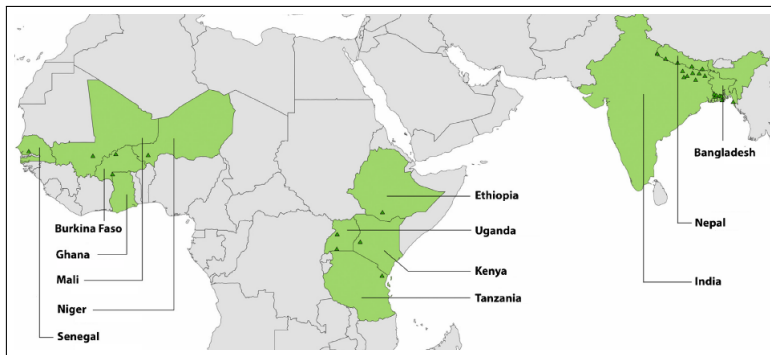 Burkina Faso
Ghana
Mali
Niger
Senegal
Ethiopia
Uganda
Kenya
Tanzania
Bangladesh
Nepal
India